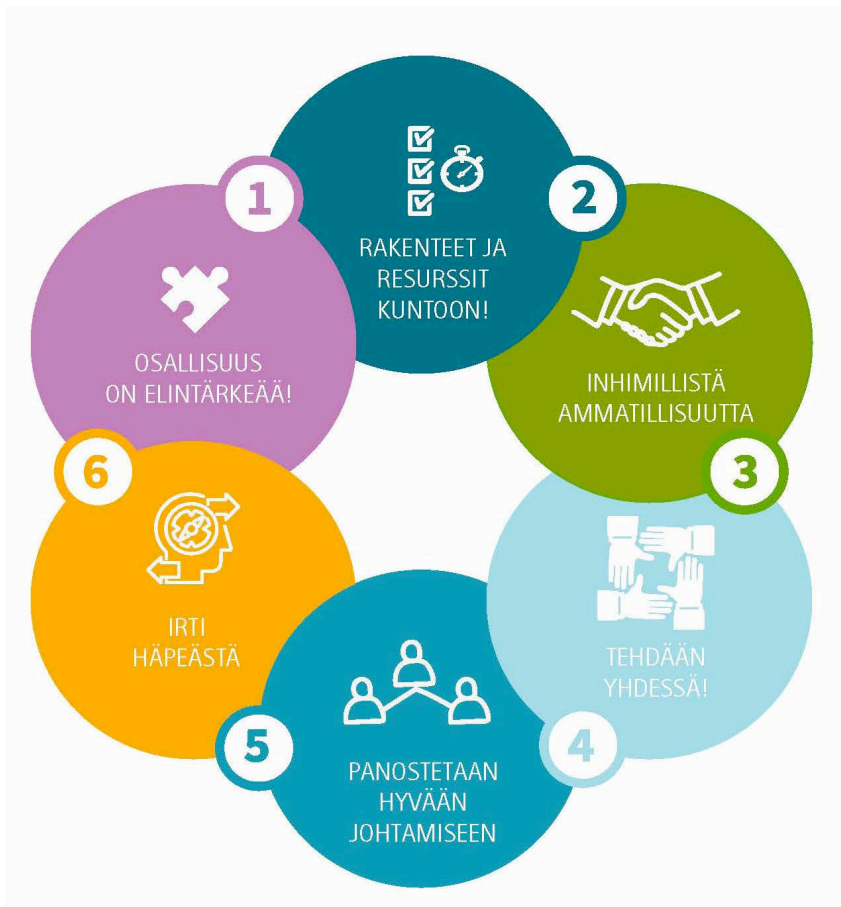 1
OSALLISUUS
ON ELINTÄRKEÄÄ!
2
RAKENTEET JA
RESURSSIT
KUNTOON!
3
INHIMILLISTÄ
AMMATILLISUUTTA
4
TEHDÄÄN
YHDESSÄ!
5
PANOSTETAAN
HYVÄÄN
JOHTAMISEEN
6
IRTI
HÄPEÄSTÄ